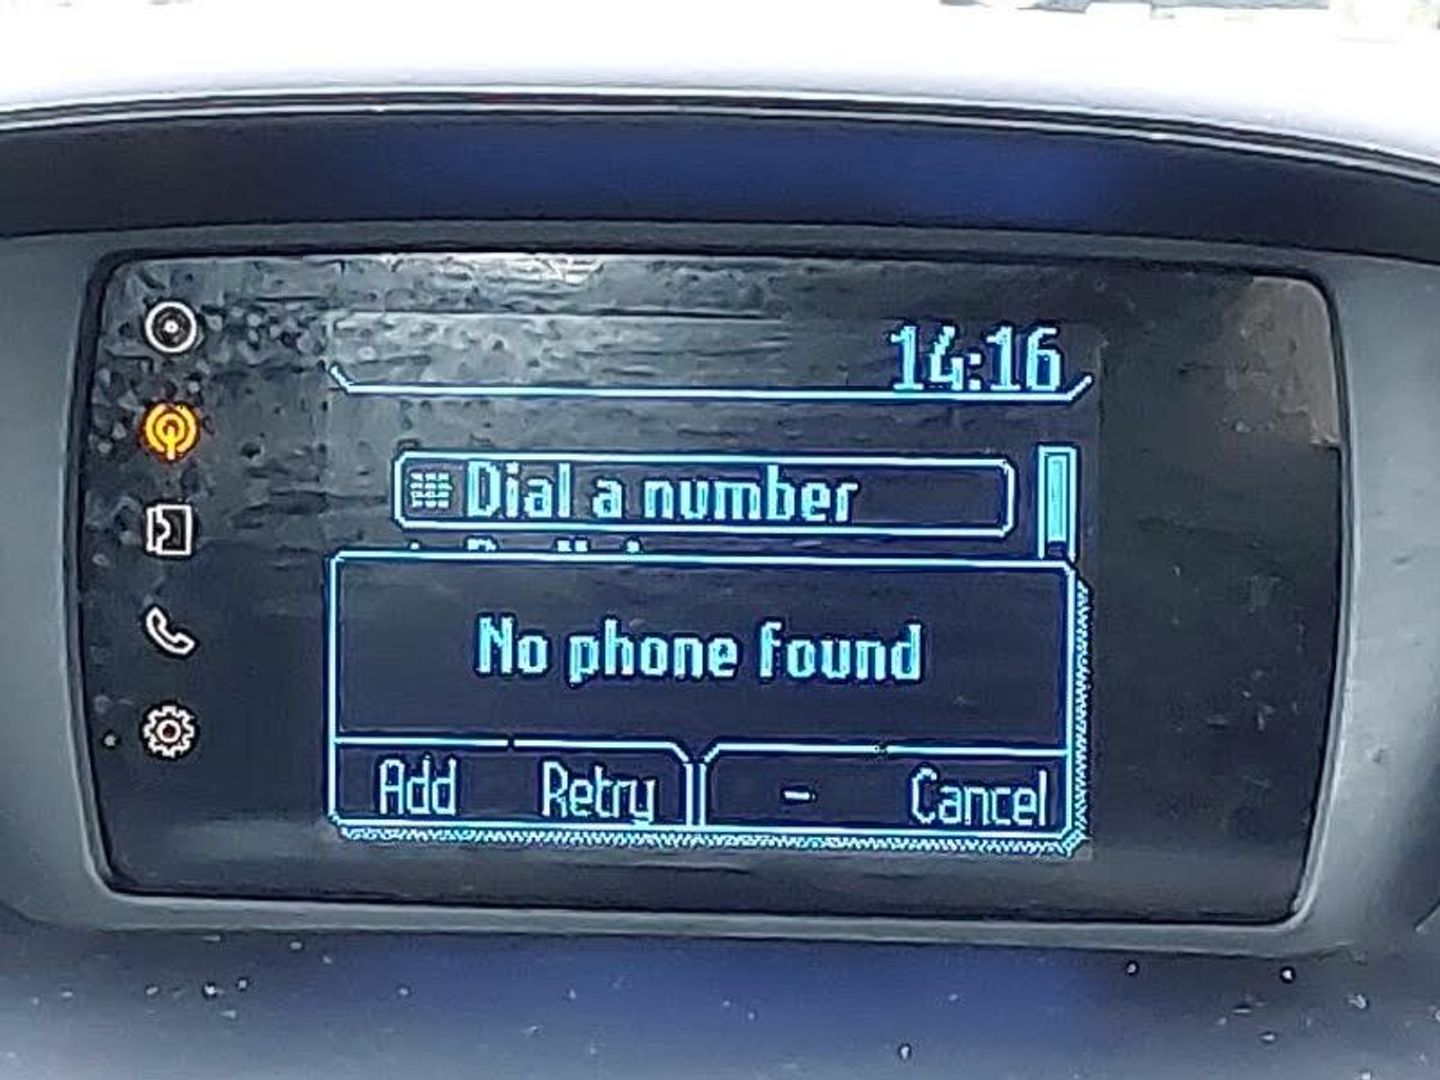 14:16
Dial a number
No phone found
Add Retry - Cancel